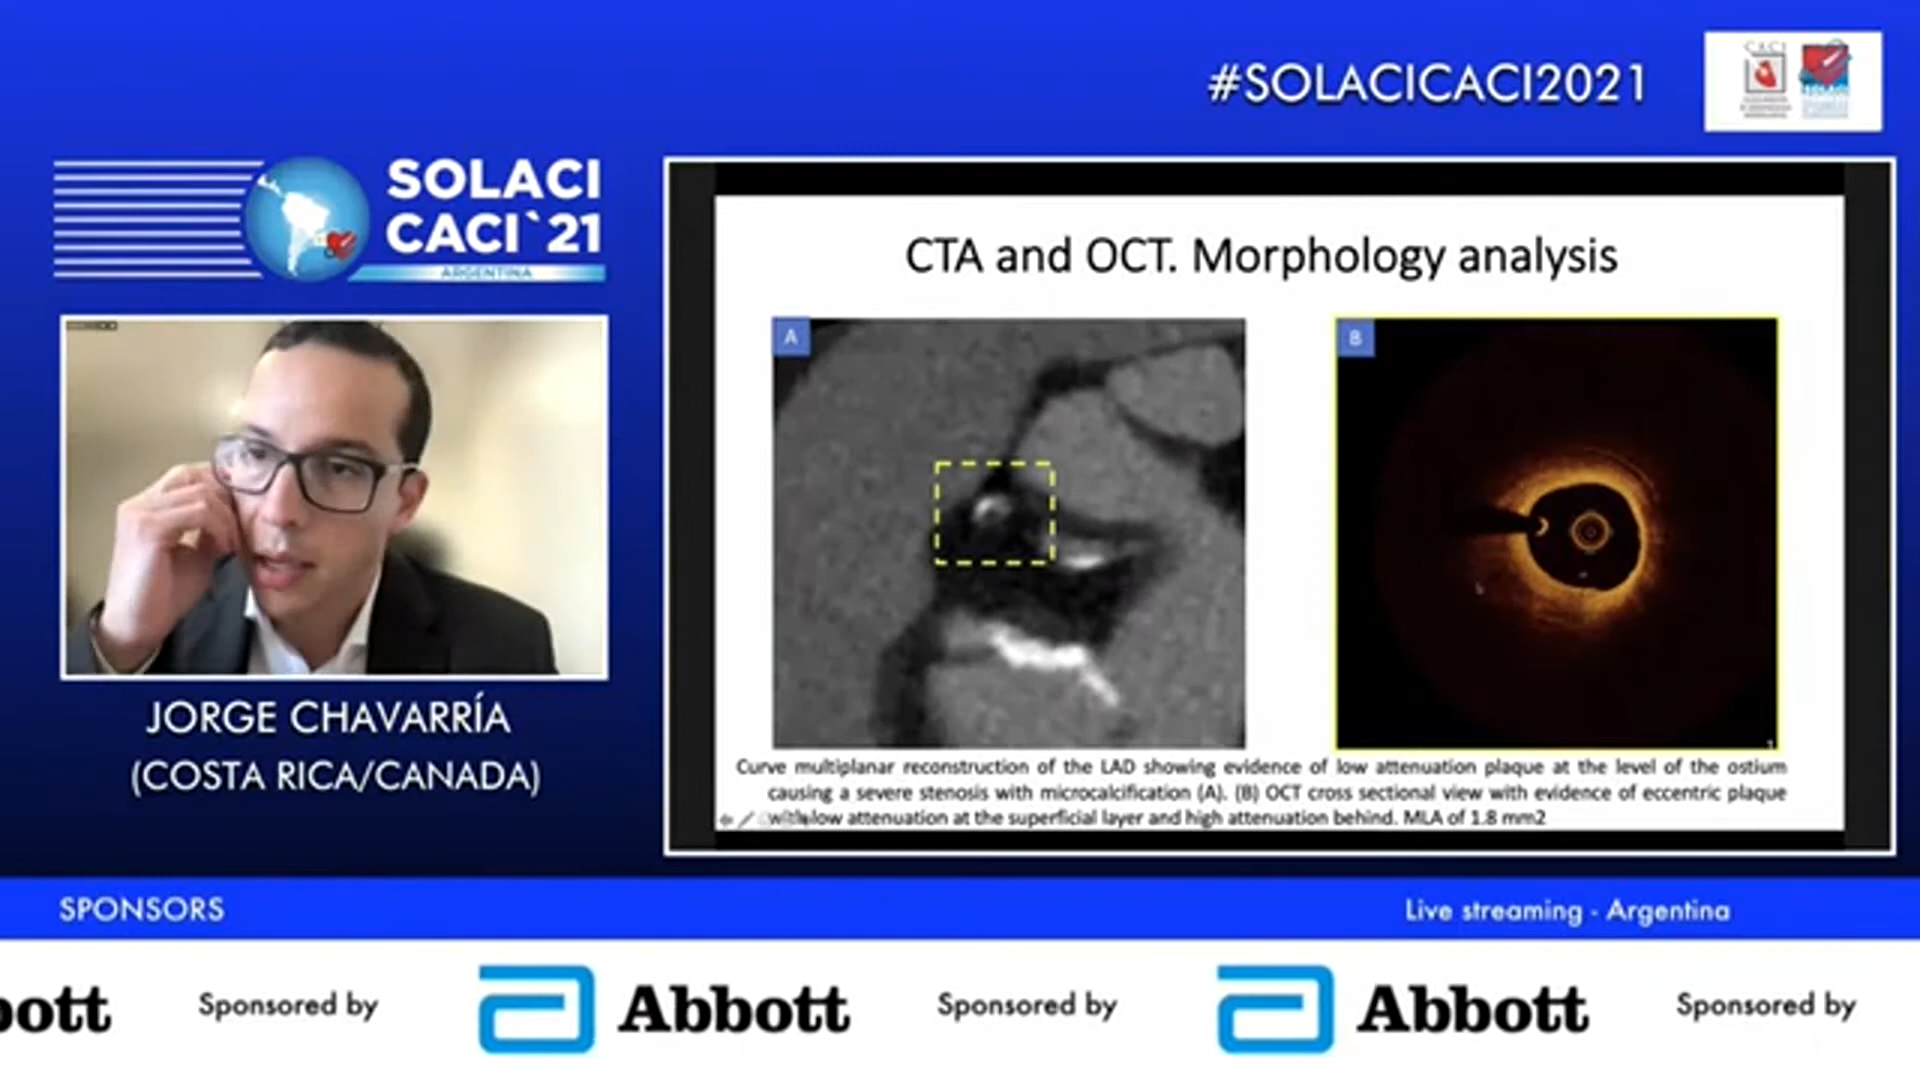 #SOLACICACI2021
CACI
SOLACI
CACI`21
ARGENTINA
CTA and OCT. Morphology analysis
A
B
1
Curve multiplanar reconstruction of the LAD showing evidence of low attenuation plaque at the level of the ostium
causing a severe stenosis with microcalcification (A). (B) OCT cross sectional view with evidence of eccentric plaque
with low attenuation at the superficial layer and high attenuation behind. MLA of 1.8 mm2
JORGE CHAVARRÍA
(COSTA RICA/CANADA)
SPONSORS
Live streaming - Argentina
bott
Sponsored by
Abbott
Sponsored by
Abbott
Sponsored by